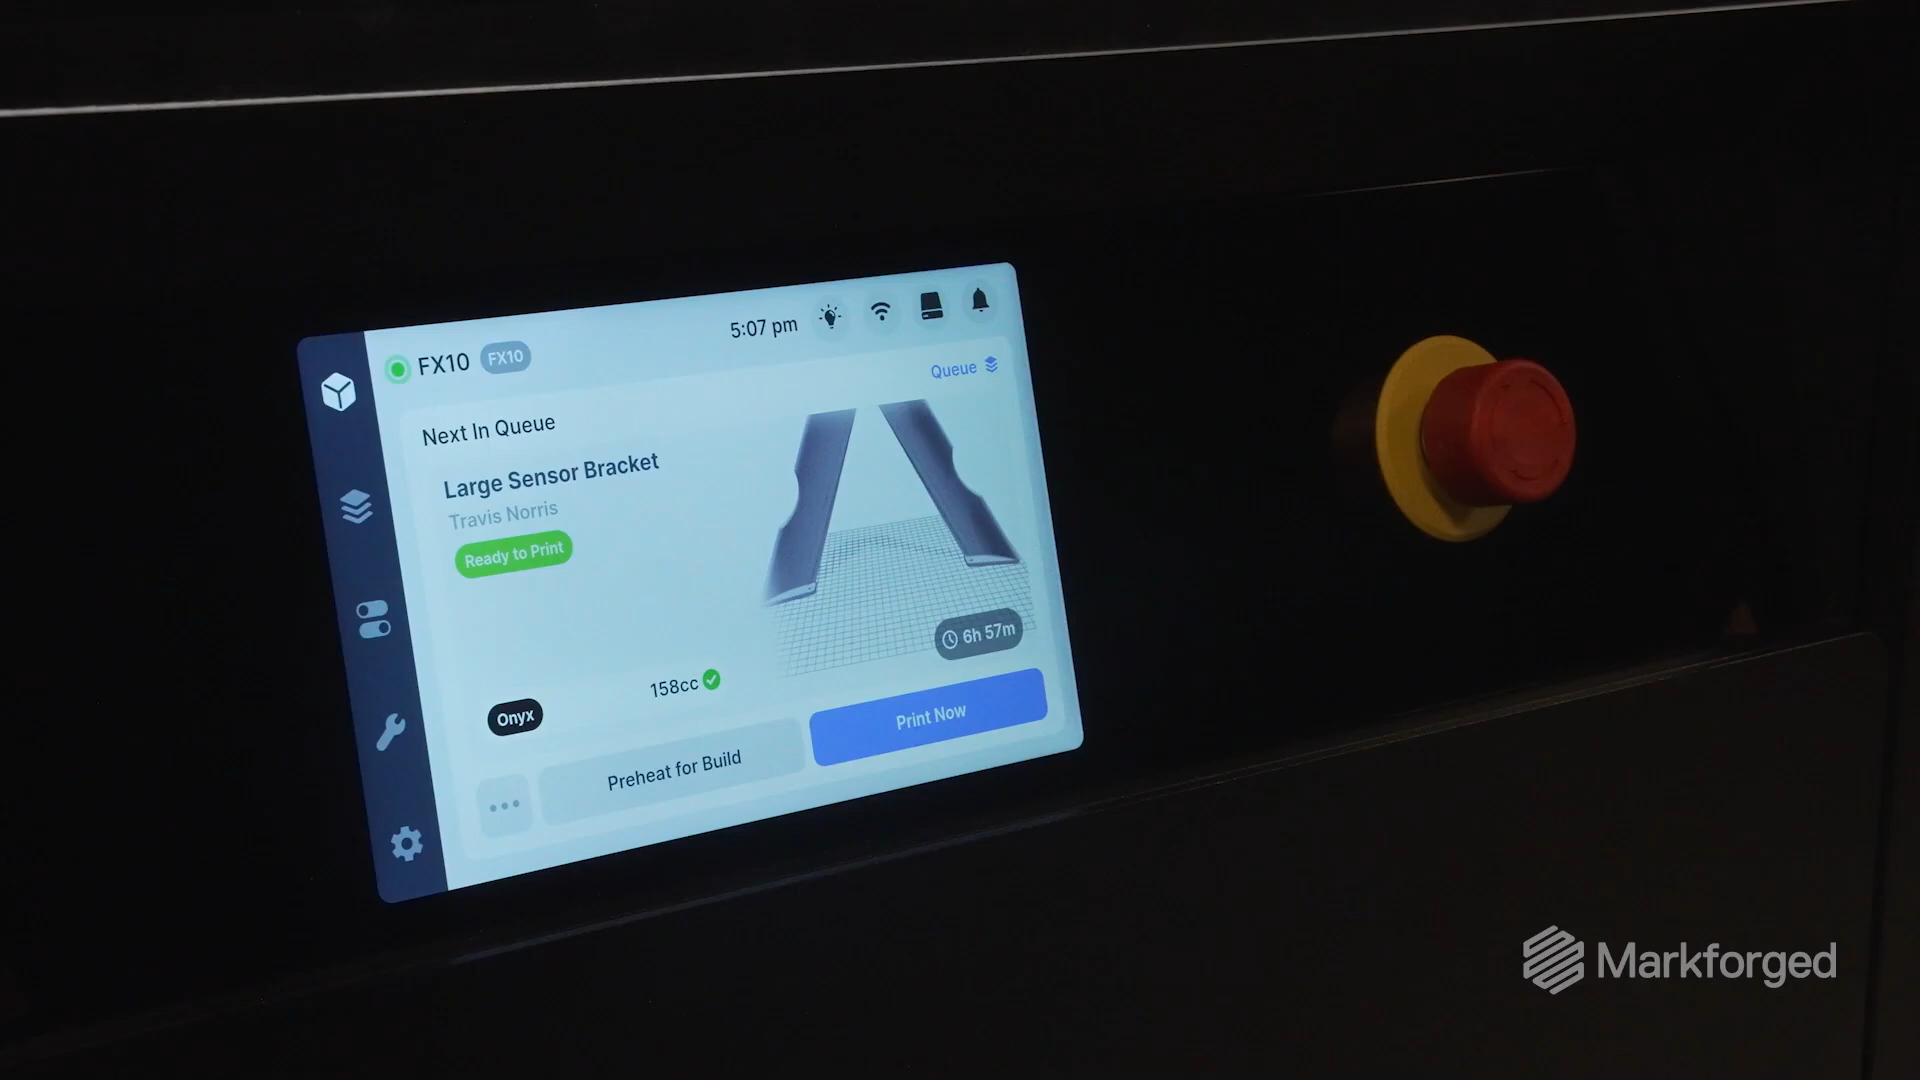 FX10 FX10
5:07 pm
Queue
Next In Queue
Large Sensor Bracket
Travis Norris
Ready to Print
6h 57m
Onyx
158cc
Preheat for Build
Print Now
Markforged